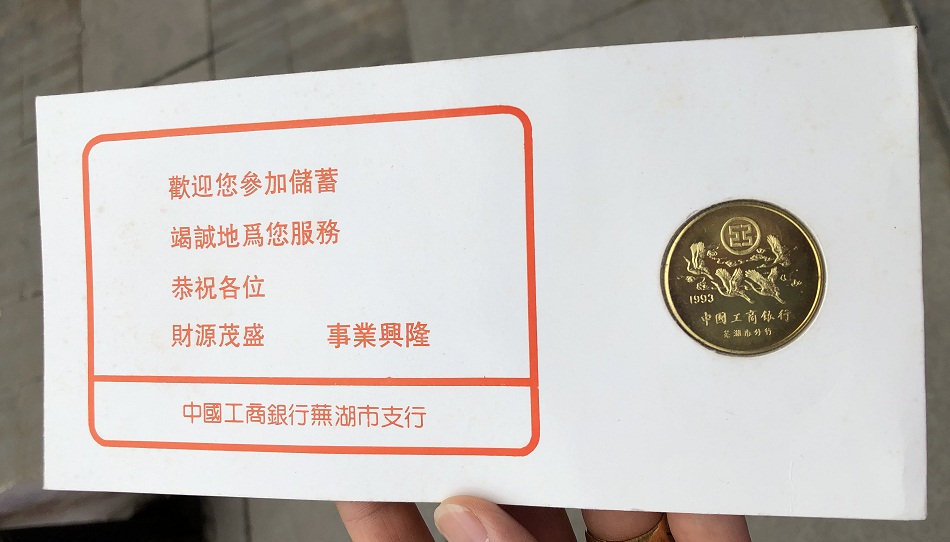 歡迎您參加儲蓄
竭誠地爲您服務
恭祝各位
財源茂盛 事業興隆
中國工商銀行蕪湖市支行
1993
中國工商銀行
芜湖市分行